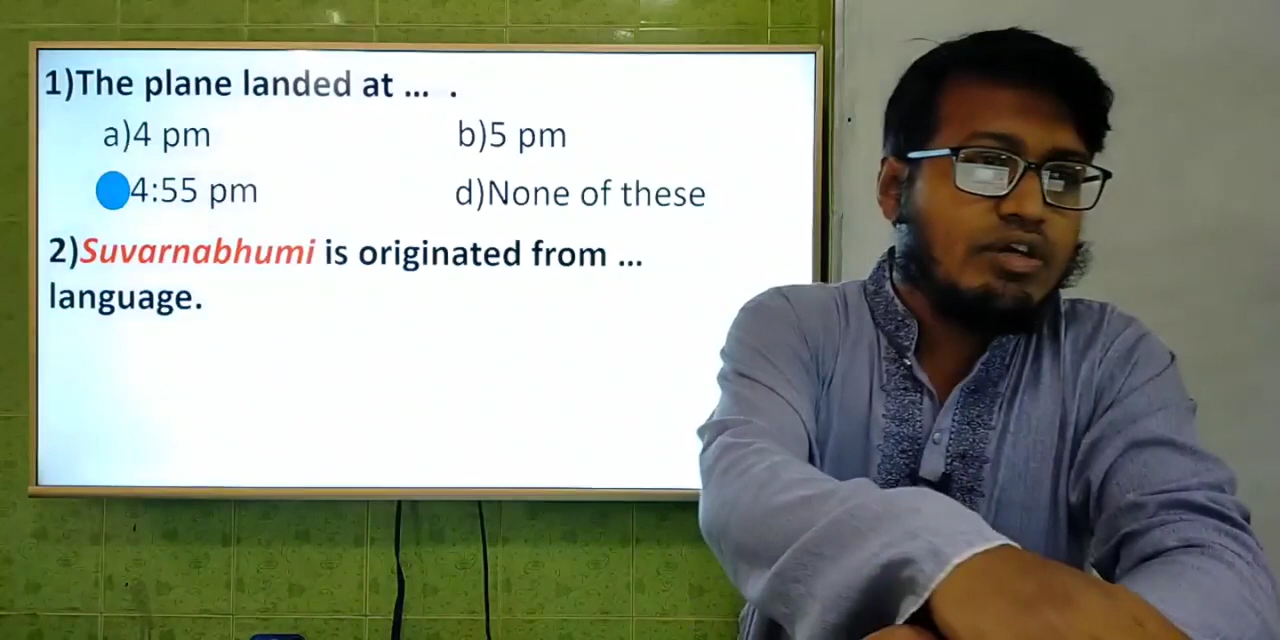 1)The plane landed at ... .
a)4 pm b)5 pm
4:55 pm d)None of these
2)Suvarnabhumi is originated from ...
language.